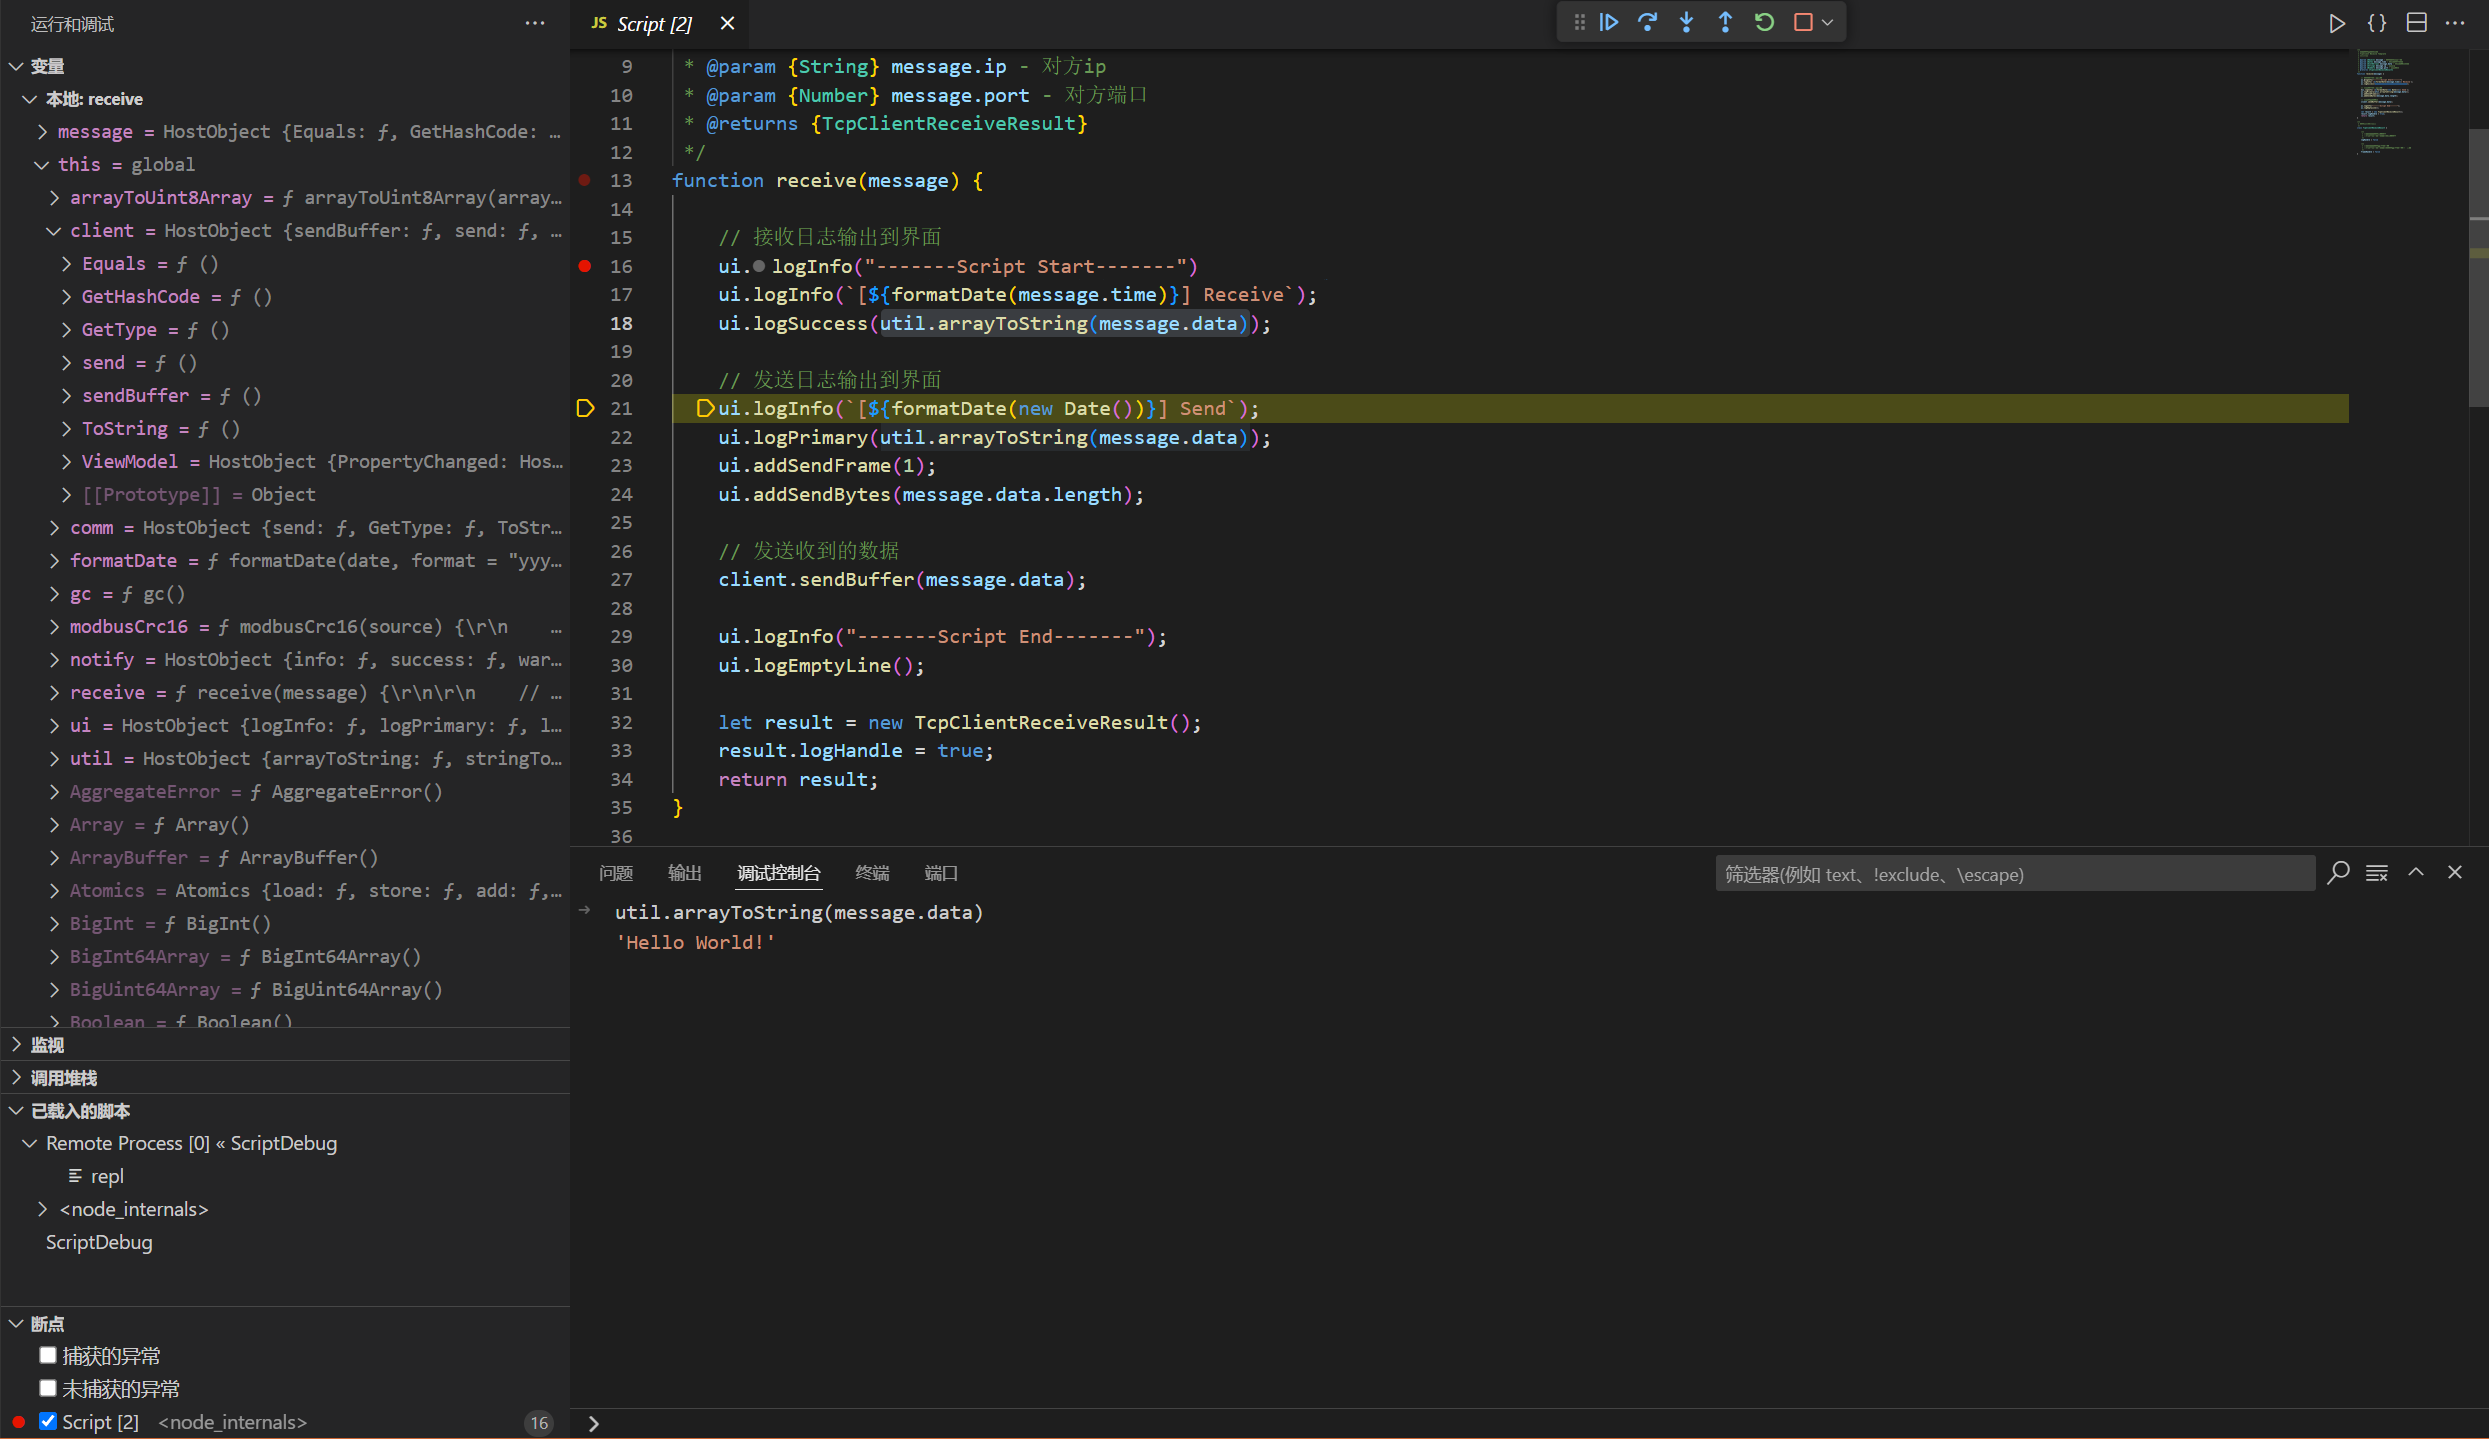 运行和调试
变量
本地: receive
message = HostObject {Equals: ƒ, GetHashCode: …
this = global
arrayToUint8Array = ƒ arrayToUint8Array(array…
client = HostObject {sendBuffer: ƒ, send: ƒ, …
Equals = ƒ ()
GetHashCode = ƒ ()
GetType = ƒ ()
send = ƒ ()
sendBuffer = ƒ ()
ToString = ƒ ()
ViewModel = HostObject {PropertyChanged: Hos…
[[Prototype]] = Object
comm = HostObject {send: ƒ, GetType: ƒ, ToStr…
formatDate = ƒ formatDate(date, format = "yyy…
gc = ƒ gc()
modbusCrc16 = ƒ modbusCrc16(source) {\r\n    …
notify = HostObject {info: ƒ, success: ƒ, war…
receive = ƒ receive(message) {\r\n\r\n    // …
ui = HostObject {logInfo: ƒ, logPrimary: ƒ, l…
util = HostObject {arrayToString: ƒ, stringTo…
AggregateError = ƒ AggregateError()
Array = ƒ Array()
ArrayBuffer = ƒ ArrayBuffer()
Atomics = Atomics {load: ƒ, store: ƒ, add: ƒ,…
BigInt = ƒ BigInt()
BigInt64Array = ƒ BigInt64Array()
BigUint64Array = ƒ BigUint64Array()
Boolean = ƒ Boolean()
监视
调用堆栈
已载入的脚本
Remote Process [0] « ScriptDebug
repl
<node_internals>
ScriptDebug
断点
捕获的异常
未捕获的异常
Script [2] <node_internals> 16
JS Script [2]
9 * @param {String} message.ip - 对方ip
10 * @param {Number} message.port - 对方端口
11 * @returns {TcpClientReceiveResult}
12 */
13 function receive(message) {
14
15 // 接收日志输出到界面
16 ui.logInfo("-------Script Start-------")
17 ui.logInfo(`[${formatDate(message.time)}] Receive`);
18 ui.logSuccess(util.arrayToString(message.data));
19
20 // 发送日志输出到界面
21 ui.logInfo(`[${formatDate(new Date())}] Send`);
22 ui.logPrimary(util.arrayToString(message.data));
23 ui.addSendFrame(1);
24 ui.addSendBytes(message.data.length);
25
26 // 发送收到的数据
27 client.sendBuffer(message.data);
28
29 ui.logInfo("-------Script End-------");
30 ui.logEmptyLine();
31
32 let result = new TcpClientReceiveResult();
33 result.logHandle = true;
34 return result;
35 }
36
问题 输出 调试控制台 终端 端口
筛选器(例如 text、!exclude、\escape)
util.arrayToString(message.data)
'Hello World!'